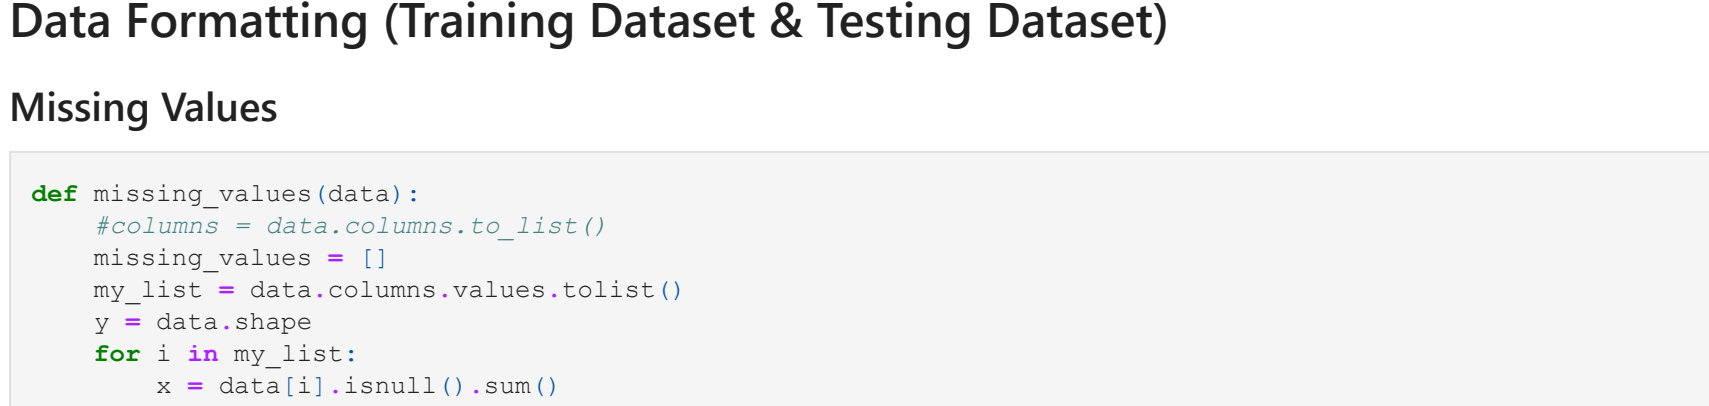 Data Formatting (Training Dataset & Testing Dataset)
Missing Values
def missing_values(data):
    #columns = data.columns.to_list()
    missing_values = []
    my_list = data.columns.values.tolist()
    y = data.shape
    for i in my_list:
        x = data[i].isnull().sum()